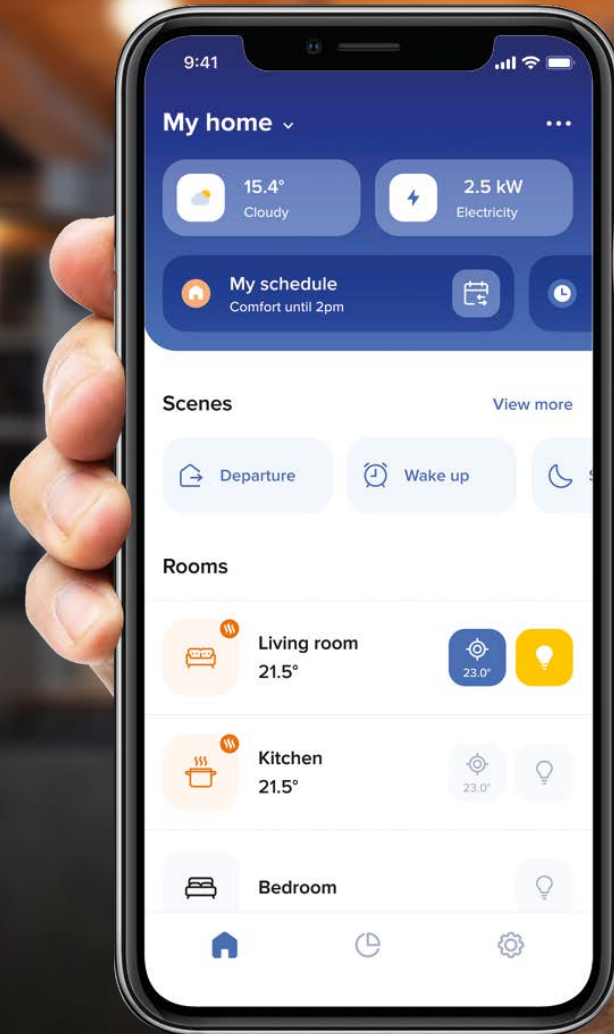 9:41
My home
15.4°
Cloudy
2.5 kW
Electricity
My schedule
Comfort until 2pm
Scenes
View more
Departure
Wake up
Rooms
Living room
21.5°
23.0°
Kitchen
21.5°
23.0°
Bedroom